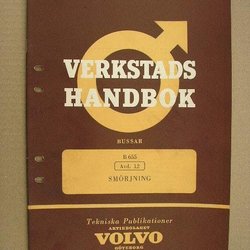 VERKSTADS
HANDBOK
BUSSAR
B 655
Avd. 12
SMÖRJNING
Tekniska Publikationer
AKTIEBOLAGET
VOLVO
GÖTEBORG